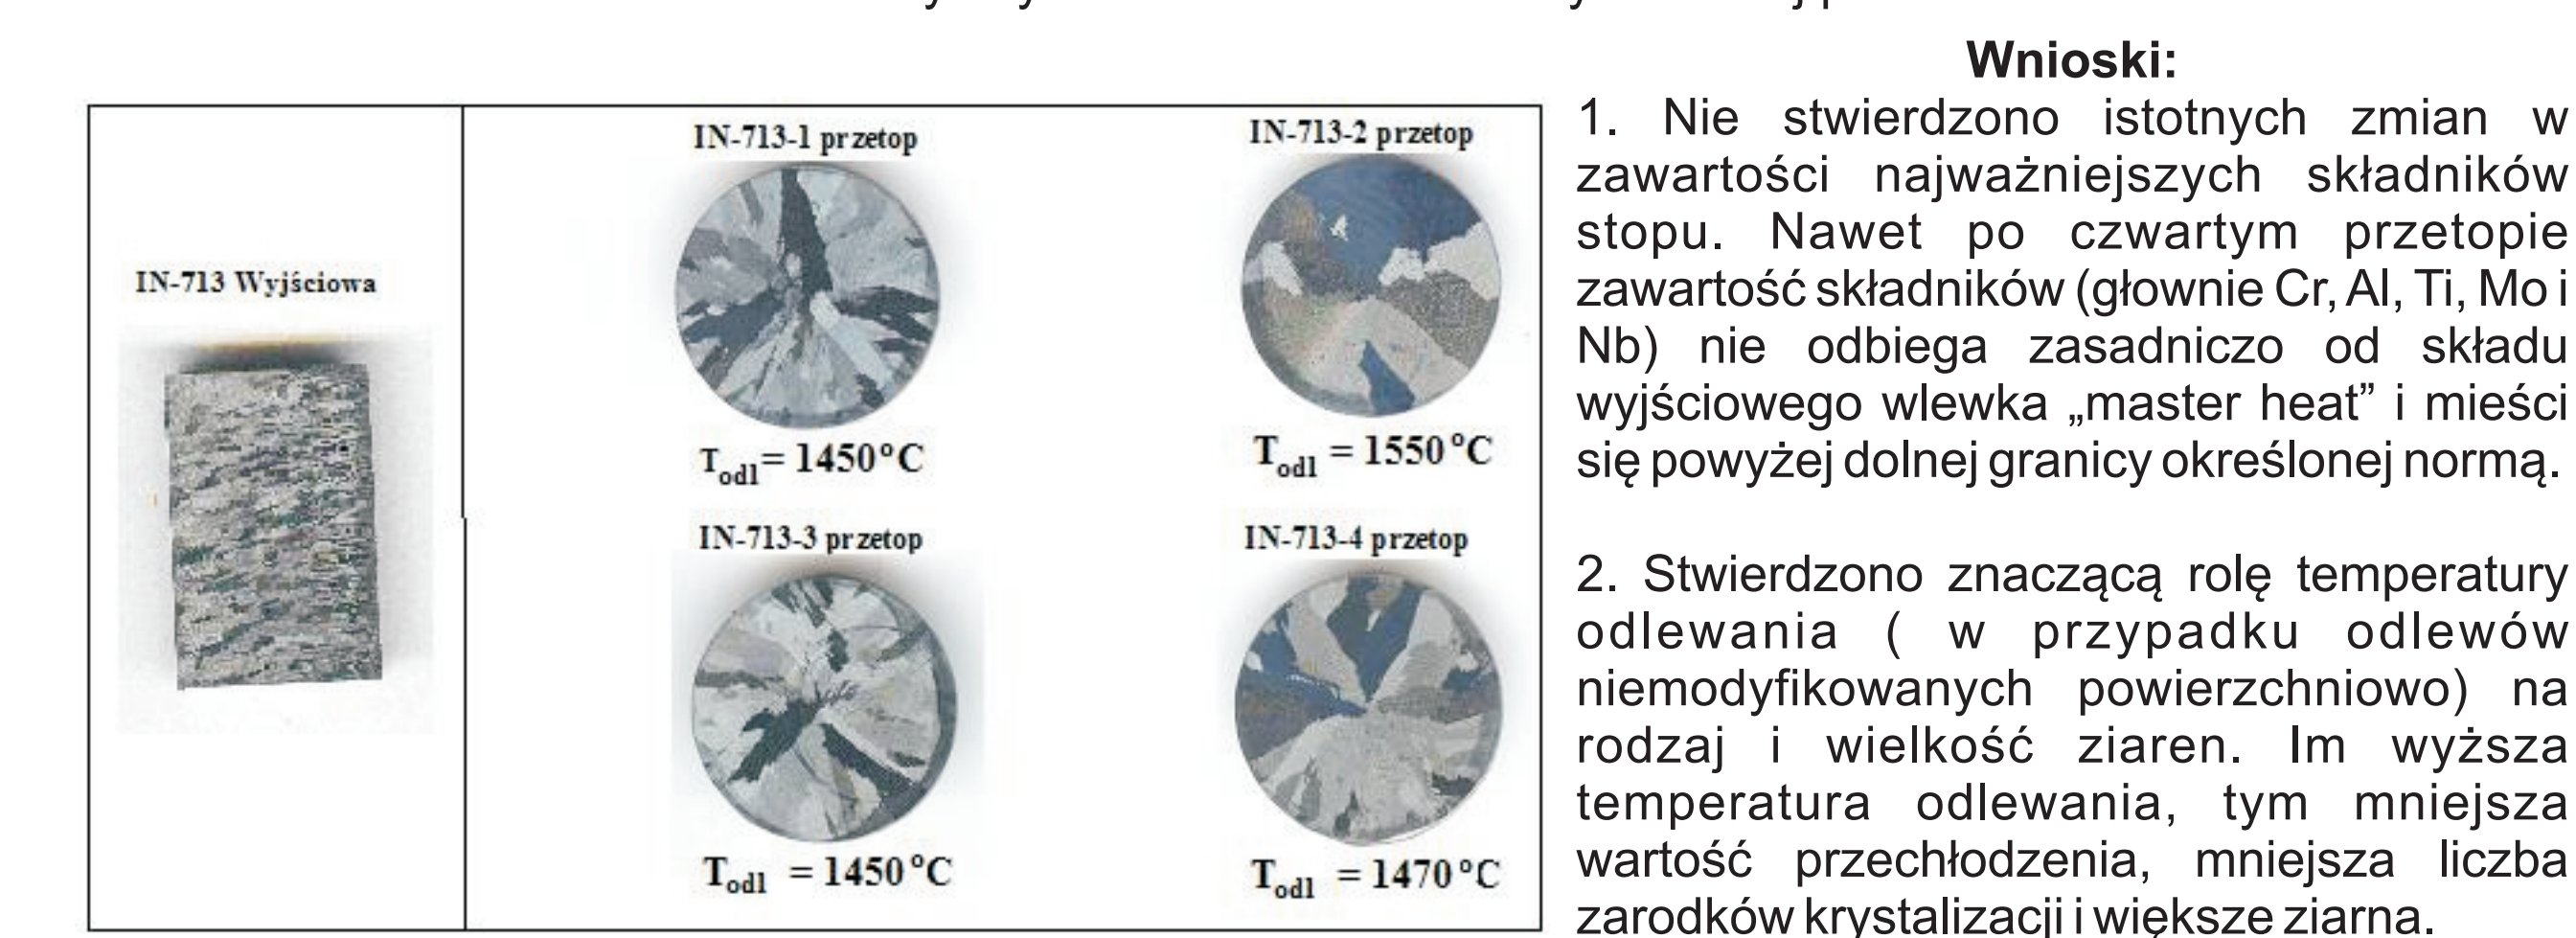 IN-713 Wyjściowa
IN-713-1 przetop
T_odl = 1450°C
IN-713-2 przetop
T_odl = 1550°C
IN-713-3 przetop
T_odl = 1450°C
IN-713-4 przetop
T_odl = 1470°C
Wnioski:
1. Nie stwierdzono istotnych zmian w
zawartości najważniejszych składników
stopu. Nawet po czwartym przetopie
zawartość składników (głownie Cr, Al, Ti, Mo i
Nb) nie odbiega zasadniczo od składu
wyjściowego wlewka „master heat” i mieści
się powyżej dolnej granicy określonej normą.
2. Stwierdzono znaczącą rolę temperatury
odlewania ( w przypadku odlewów
niemodyfikowanych powierzchniowo) na
rodzaj i wielkość ziaren. Im wyższa
temperatura odlewania, tym mniejsza
wartość przechłodzenia, mniejsza liczba
zarodków krystalizacji i większe ziarna.